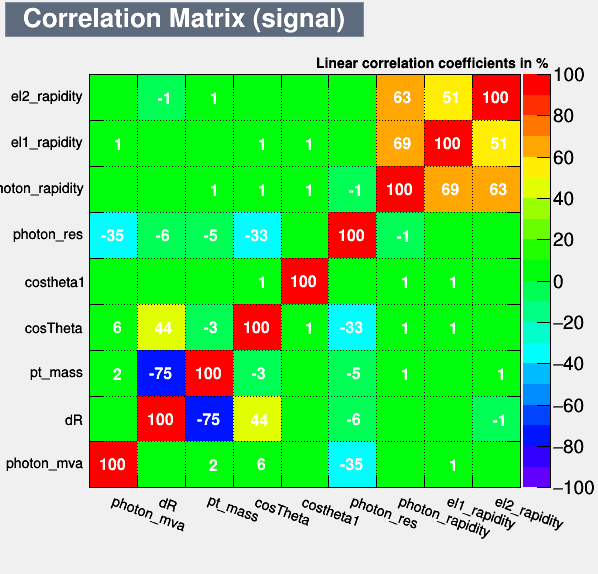 Correlation Matrix (signal)
Linear correlation coefficients in %
el2_rapidity -1 1 63 51 100
el1_rapidity 1 1 1 69 100 51
hoton_rapidity 1 1 1 -1 100 69 63
photon_res -35 -6 -5 -33 100 -1
costheta1 1 100 1 1
cosTheta 6 44 -3 100 1 -33 1 1
pt_mass 2 -75 100 -3 -5 1 1
dR 100 -75 44 -6 -1
photon_mva 100 2 6 -35 1
photon_mva dR pt_mass cosTheta costheta1 photon_res photon_rapidity el1_rapidity el2_rapidity
100
80
60
40
20
0
−20
−40
−60
−80
−100